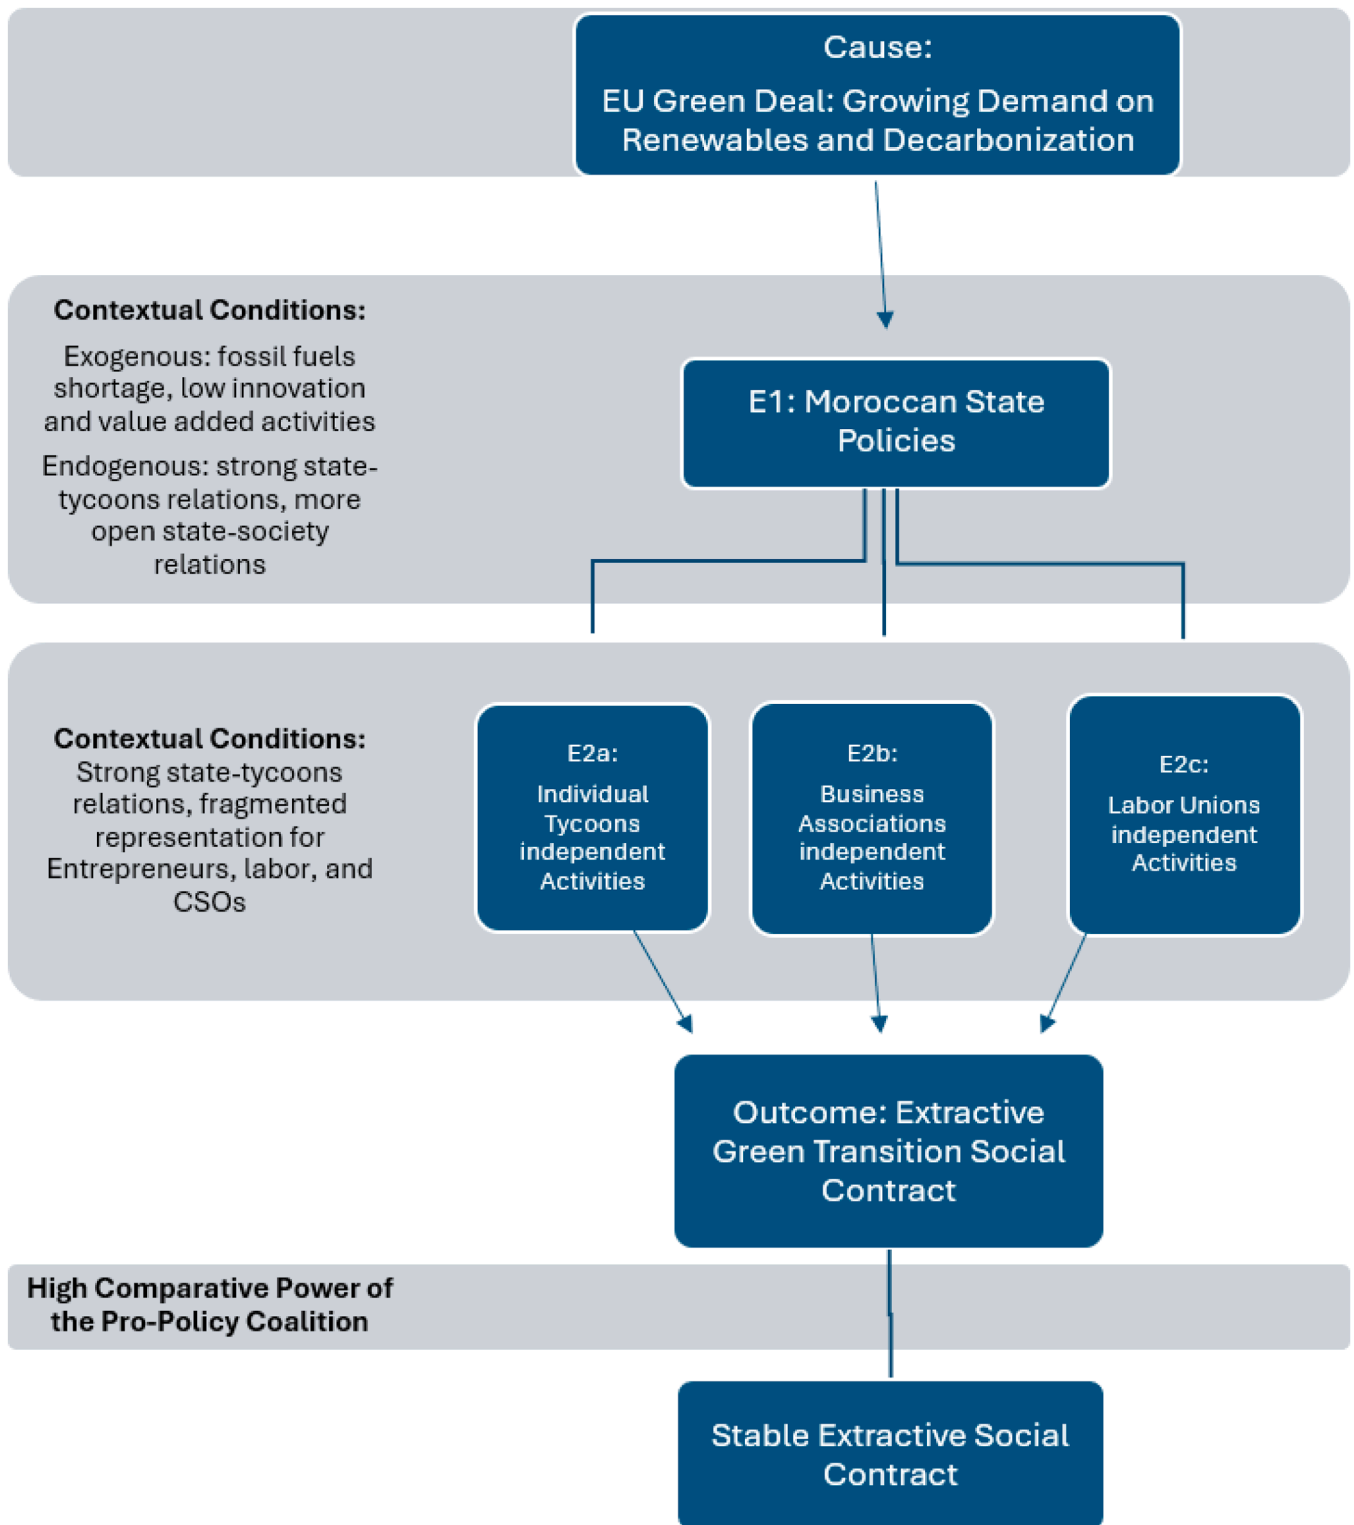 Cause:
EU Green Deal: Growing Demand on
Renewables and Decarbonization
Contextual Conditions:
Exogenous: fossil fuels
shortage, low innovation
and value added activities
Endogenous: strong state-
tycoons relations, more
open state-society
relations
E1: Moroccan State
Policies
Contextual Conditions:
Strong state-tycoons
relations, fragmented
representation for
Entrepreneurs, labor, and
CSOs
E2a:
Individual
Tycoons
independent
Activities
E2b:
Business
Associations
independent
Activities
E2c:
Labor Unions
independent
Activities
Outcome: Extractive
Green Transition Social
Contract
High Comparative Power of
the Pro-Policy Coalition
Stable Extractive Social
Contract